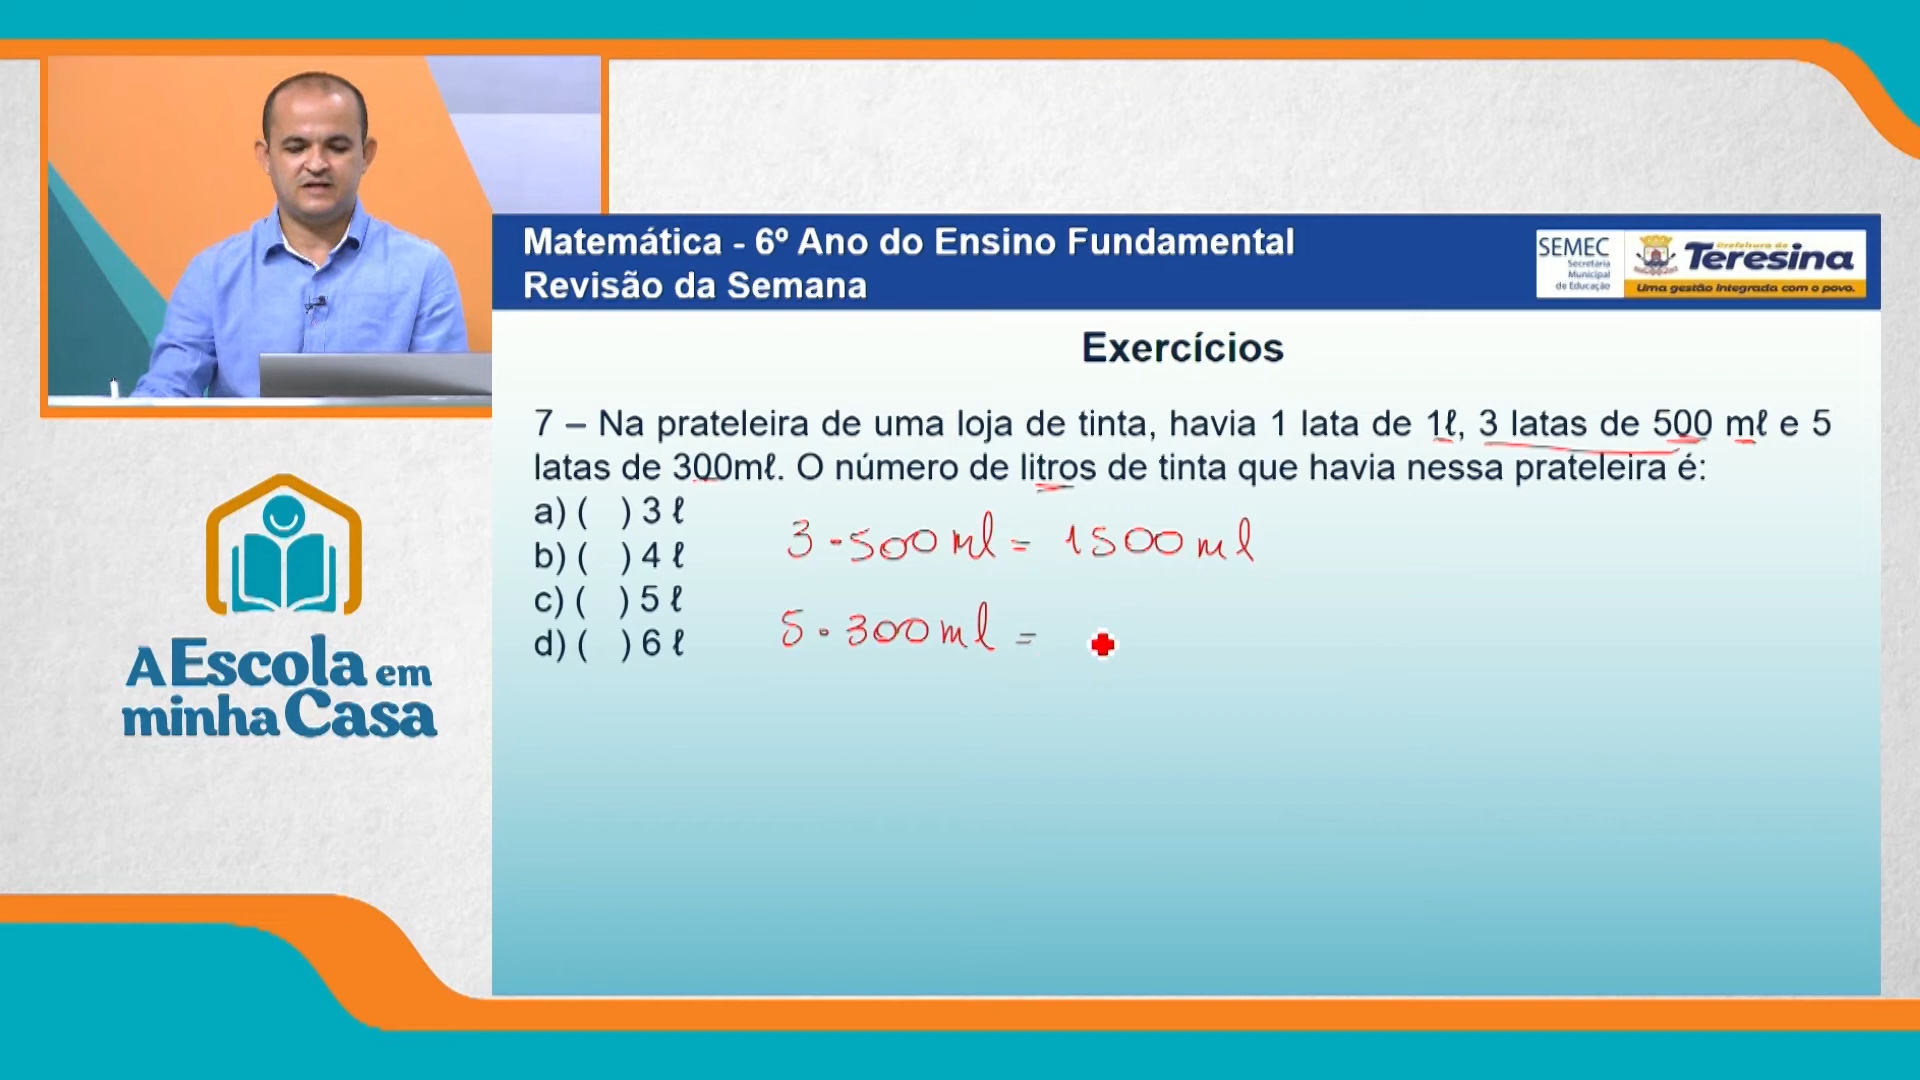 Matemática - 6º Ano do Ensino Fundamental
Revisão da Semana
SEMEC
Secretaria
Municipal
de Educação
Prefeitura de
Teresina
Uma gestão integrada com o povo.
Exercícios
7 – Na prateleira de uma loja de tinta, havia 1 lata de 1ℓ, 3 latas de 500 mℓ e 5
latas de 300mℓ. O número de litros de tinta que havia nessa prateleira é:
a) ( ) 3 ℓ
b) ( ) 4 ℓ
c) ( ) 5 ℓ
d) ( ) 6 ℓ
3 · 500 ml = 1500 ml
5 · 300 ml =
A Escola em
minha Casa